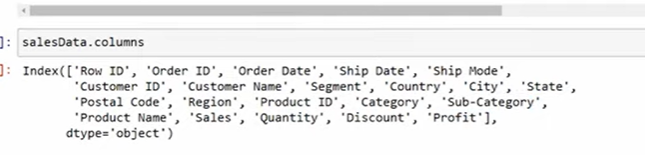 ]: salesData.columns
]: Index(['Row ID', 'Order ID', 'Order Date', 'Ship Date', 'Ship Mode',
'Customer ID', 'Customer Name', 'Segment', 'Country', 'City', 'State',
'Postal Code', 'Region', 'Product ID', 'Category', 'Sub-Category',
'Product Name', 'Sales', 'Quantity', 'Discount', 'Profit'],
dtype='object')